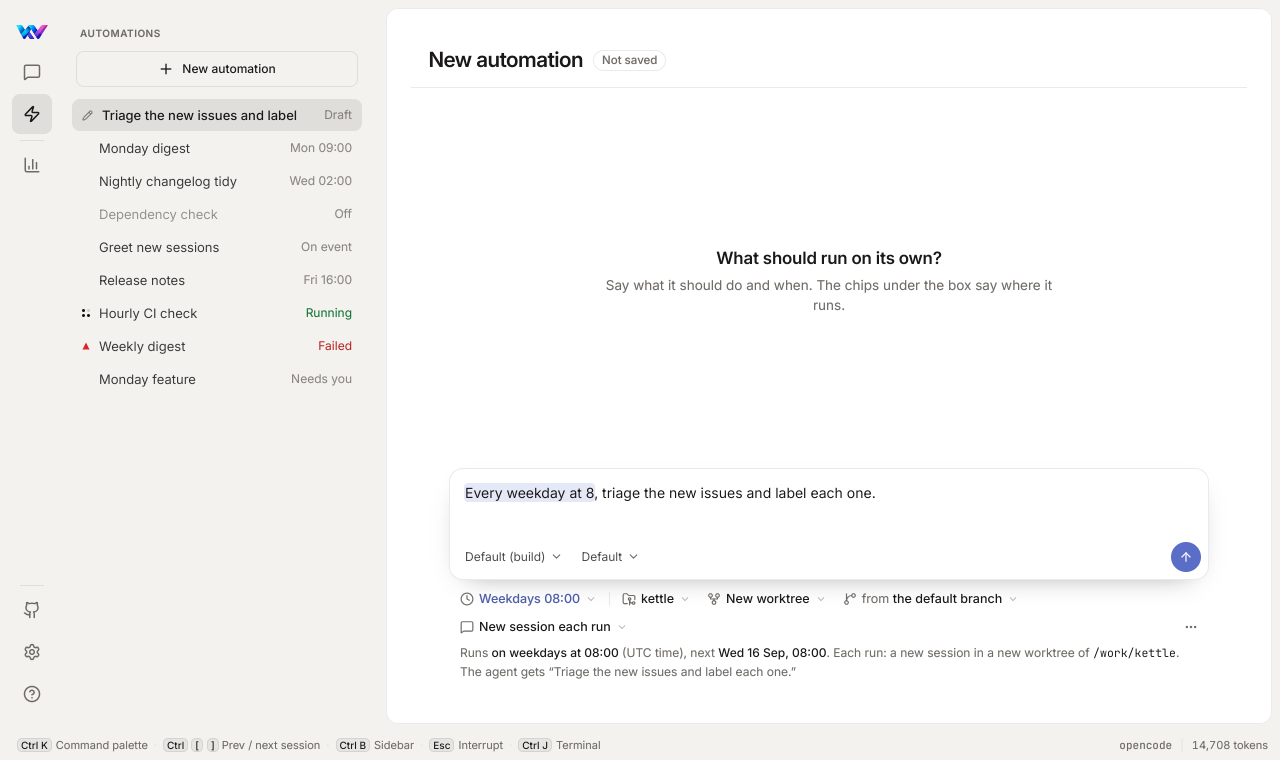 AUTOMATIONS
New automation
Triage the new issues and label Draft
Monday digest Mon 09:00
Nightly changelog tidy Wed 02:00
Dependency check Off
Greet new sessions On event
Release notes Fri 16:00
Hourly CI check Running
Weekly digest Failed
Monday feature Needs you
New automation Not saved
What should run on its own?
Say what it should do and when. The chips under the box say where it
runs.
Every weekday at 8, triage the new issues and label each one.
Default (build) Default
Weekdays 08:00 kettle New worktree from the default branch
New session each run
Runs on weekdays at 08:00 (UTC time), next Wed 16 Sep, 08:00. Each run: a new session in a new worktree of /work/kettle.
The agent gets “Triage the new issues and label each one.”
Ctrl K Command palette Ctrl [ ] Prev / next session Ctrl B Sidebar Esc Interrupt Ctrl J Terminal opencode 14,708 tokens